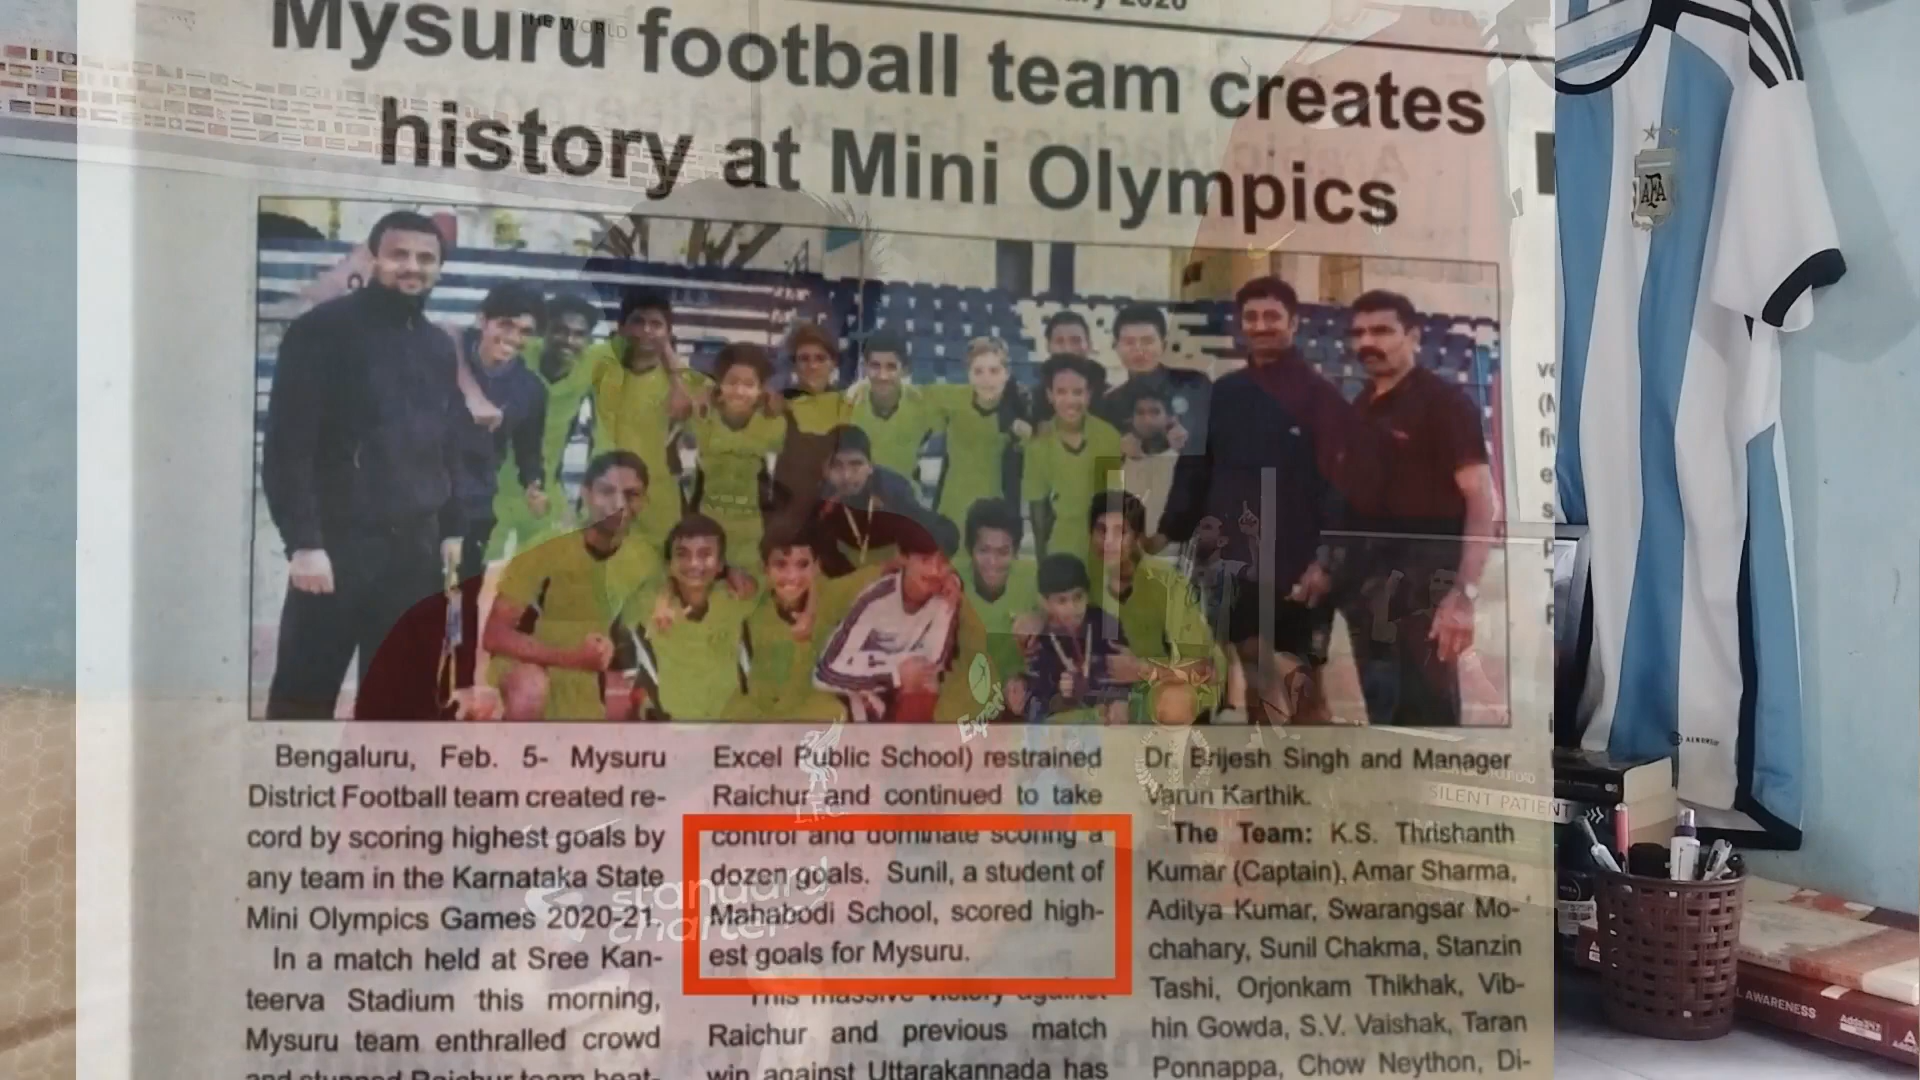 Mysuru football team creates
history at Mini Olympics
Bengaluru, Feb. 5- Mysuru
District Football team created re-
cord by scoring highest goals by
any team in the Karnataka State
Mini Olympics Games 2020-21.
In a match held at Sree Kan-
teerva Stadium this morning,
Mysuru team enthralled crowd
Excel Public School) restrained
Raichur and continued to take
control and dominate scoring a
dozen goals. Sunil, a student of
Mahabodi School, scored high-
est goals for Mysuru.
This massive victory against
Raichur and previous match
win against Uttarakannada has
Dr. Brijesh Singh and Manager
Varun Karthik.
The Team: K.S. Thrishanth
Kumar (Captain), Amar Sharma,
Aditya Kumar, Swarangsar Mo-
chahary, Sunil Chakma, Stanzin
Tashi, Orjonkam Thikhak, Vib-
hin Gowda, S.V. Vaishak, Taran
Ponnappa, Chow Neython, Di-
THE WORLD
AFA
Expedia
L.F.C.
standard
charter
SILENT PATIENT
AWARENESS